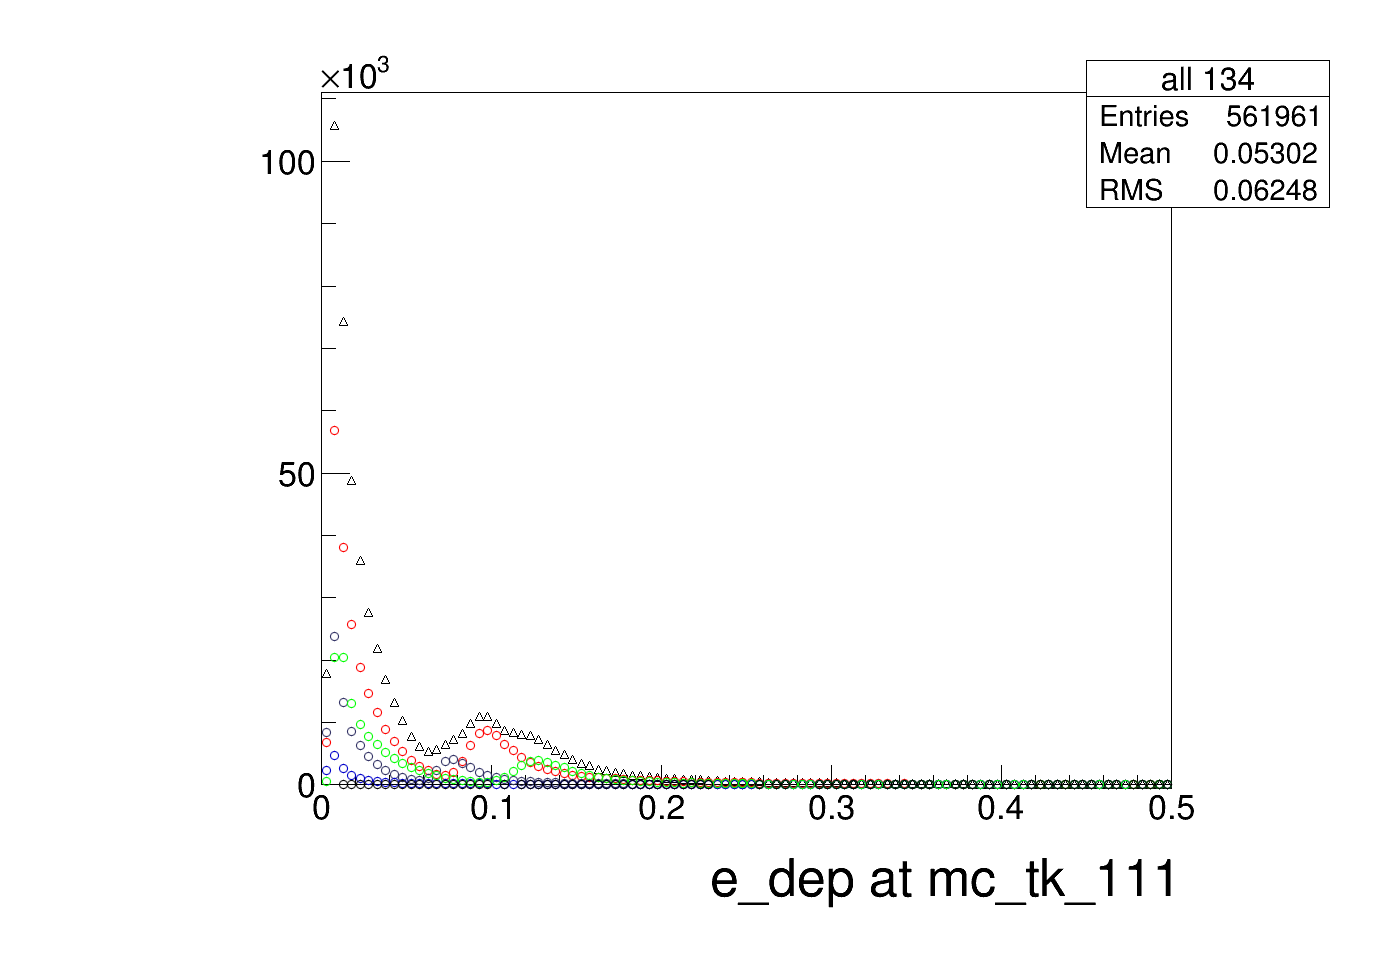 ×10³
all 134
Entries 561961
Mean 0.05302
RMS 0.06248
100
50
0
0 0.1 0.2 0.3 0.4 0.5
e_dep at mc_tk_111